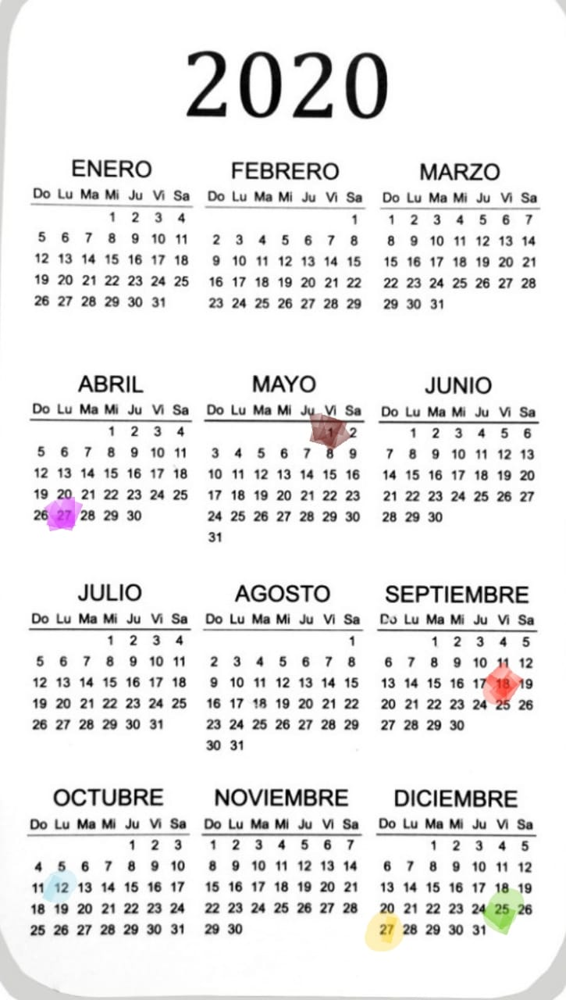 2020
ENERO FEBRERO MARZO
Do Lu Ma Mi Ju Vi Sa Do Lu Ma Mi Ju Vi Sa Do Lu Ma Mi Ju Vi Sa
1 2 3 4 1 1 2 3 4 5 6 7
5 6 7 8 9 10 11 2 3 4 5 6 7 8 8 9 10 11 12 13 14
12 13 14 15 16 17 18 9 10 11 12 13 14 15 15 16 17 18 19 20 21
19 20 21 22 23 24 25 16 17 18 19 20 21 22 22 23 24 25 26 27 28
26 27 28 29 30 31 23 24 25 26 27 28 29 29 30 31
ABRIL MAYO JUNIO
Do Lu Ma Mi Ju Vi Sa Do Lu Ma Mi Ju Vi Sa Do Lu Ma Mi Ju Vi Sa
1 2 3 4 1 2 1 2 3 4 5 6
5 6 7 8 9 10 11 3 4 5 6 7 8 9 7 8 9 10 11 12 13
12 13 14 15 16 17 18 10 11 12 13 14 15 16 14 15 16 17 18 19 20
19 20 21 22 23 24 25 17 18 19 20 21 22 23 21 22 23 24 25 26 27
26 27 28 29 30 24 25 26 27 28 29 30 28 29 30
31
JULIO AGOSTO SEPTIEMBRE
Do Lu Ma Mi Ju Vi Sa Do Lu Ma Mi Ju Vi Sa Do Lu Ma Mi Ju Vi Sa
1 2 3 4 1 1 2 3 4 5
5 6 7 8 9 10 11 2 3 4 5 6 7 8 6 7 8 9 10 11 12
12 13 14 15 16 17 18 9 10 11 12 13 14 15 13 14 15 16 17 18 19
19 20 21 22 23 24 25 16 17 18 19 20 21 22 20 21 22 23 24 25 26
26 27 28 29 30 31 23 24 25 26 27 28 29 27 28 29 30
30 31
OCTUBRE NOVIEMBRE DICIEMBRE
Do Lu Ma Mi Ju Vi Sa Do Lu Ma Mi Ju Vi Sa Do Lu Ma Mi Ju Vi Sa
1 2 3 1 2 3 4 5 6 7 1 2 3 4 5
4 5 6 7 8 9 10 8 9 10 11 12 13 14 6 7 8 9 10 11 12
11 12 13 14 15 16 17 15 16 17 18 19 20 21 13 14 15 16 17 18 19
18 19 20 21 22 23 24 22 23 24 25 26 27 28 20 21 22 23 24 25 26
25 26 27 28 29 30 31 29 30 27 28 29 30 31